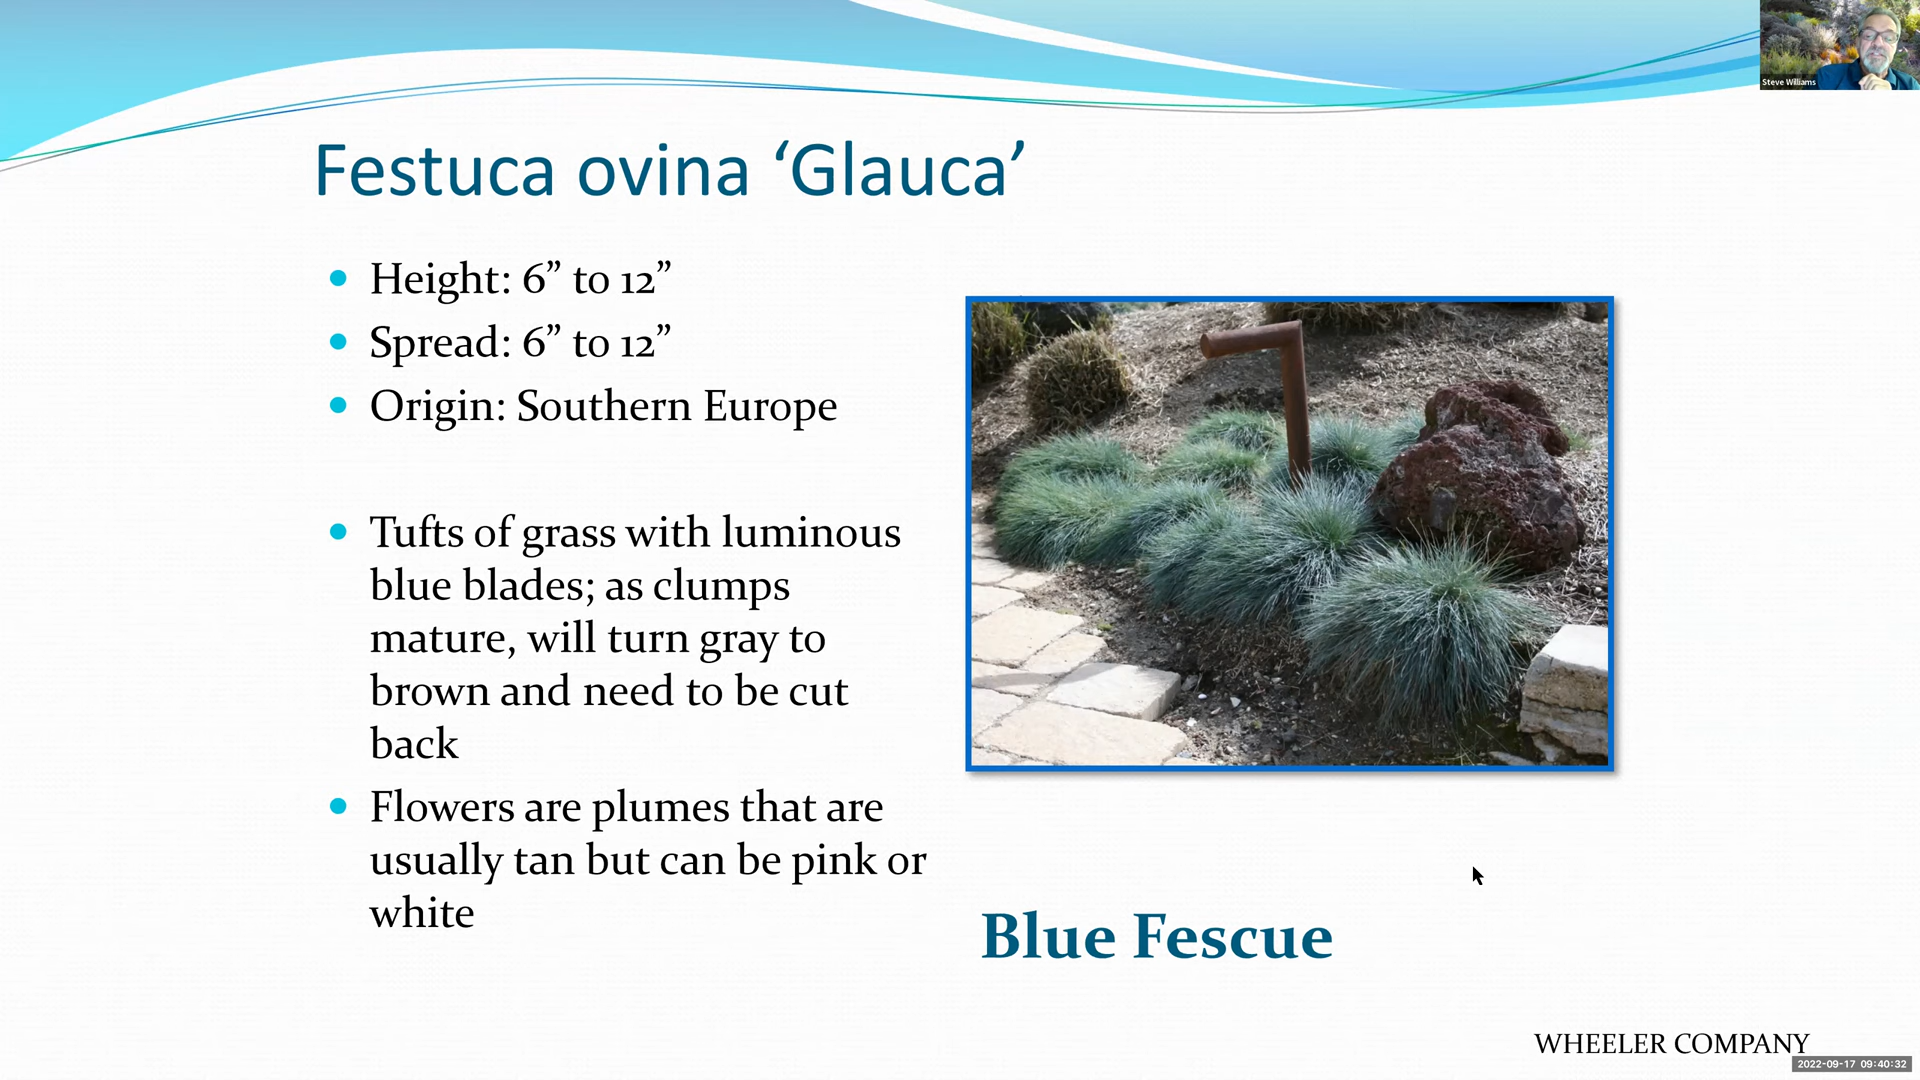 Steve Williams
Festuca ovina ‘Glauca’
Height: 6” to 12”
Spread: 6” to 12”
Origin: Southern Europe
Tufts of grass with luminous
blue blades; as clumps
mature, will turn gray to
brown and need to be cut
back
Flowers are plumes that are
usually tan but can be pink or
white
Blue Fescue
WHEELER COMPANY
2022-09-17 09:40:32